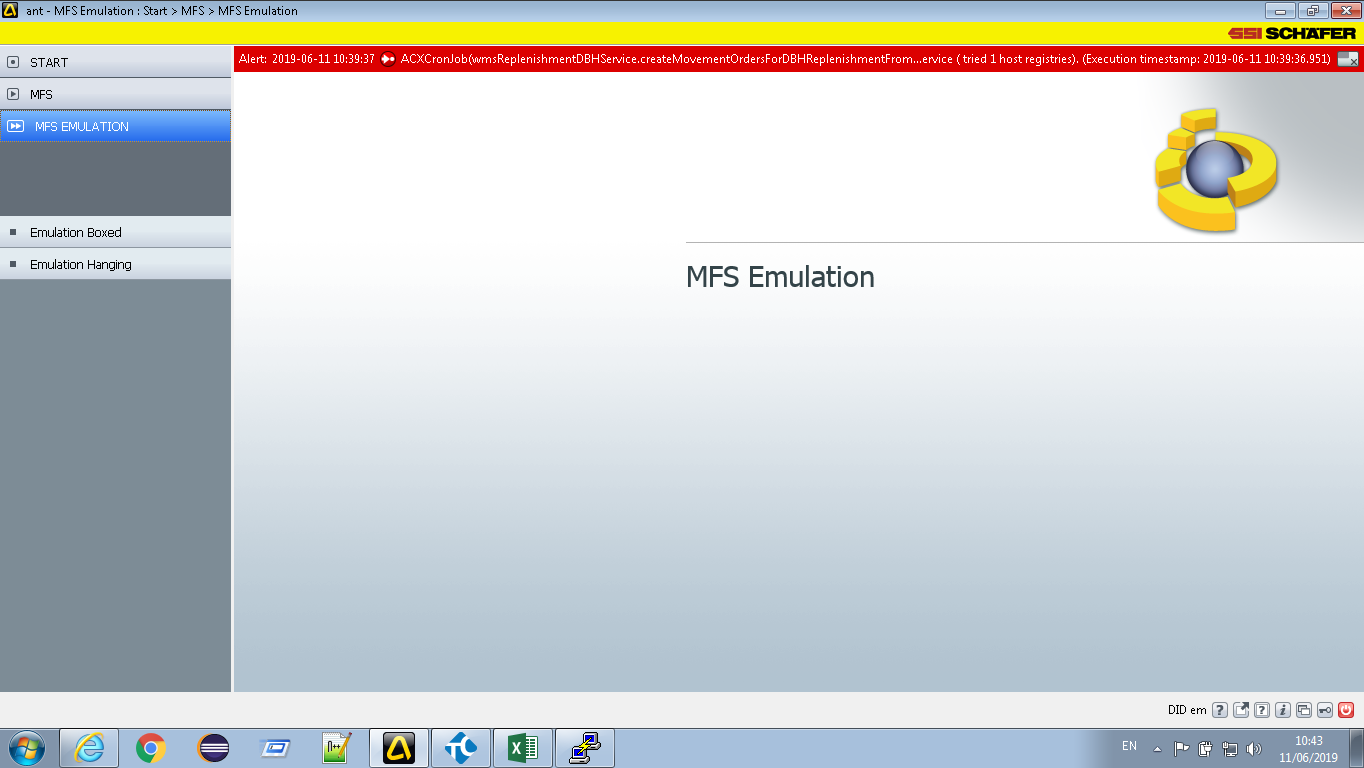 ant - MFS Emulation : Start > MFS > MFS Emulation
SSI SCHÄFER
START
Alert: 2019-06-11 10:39:37 ACXCronJob(wmsReplenishmentDBHService.createMovementOrdersForDBHReplenishmentFrom...ervice ( tried 1 host registries). (Execution timestamp: 2019-06-11 10:39:36.951)
MFS
MFS EMULATION
Emulation Boxed
Emulation Hanging
MFS Emulation
DID em
EN
10:43
11/06/2019